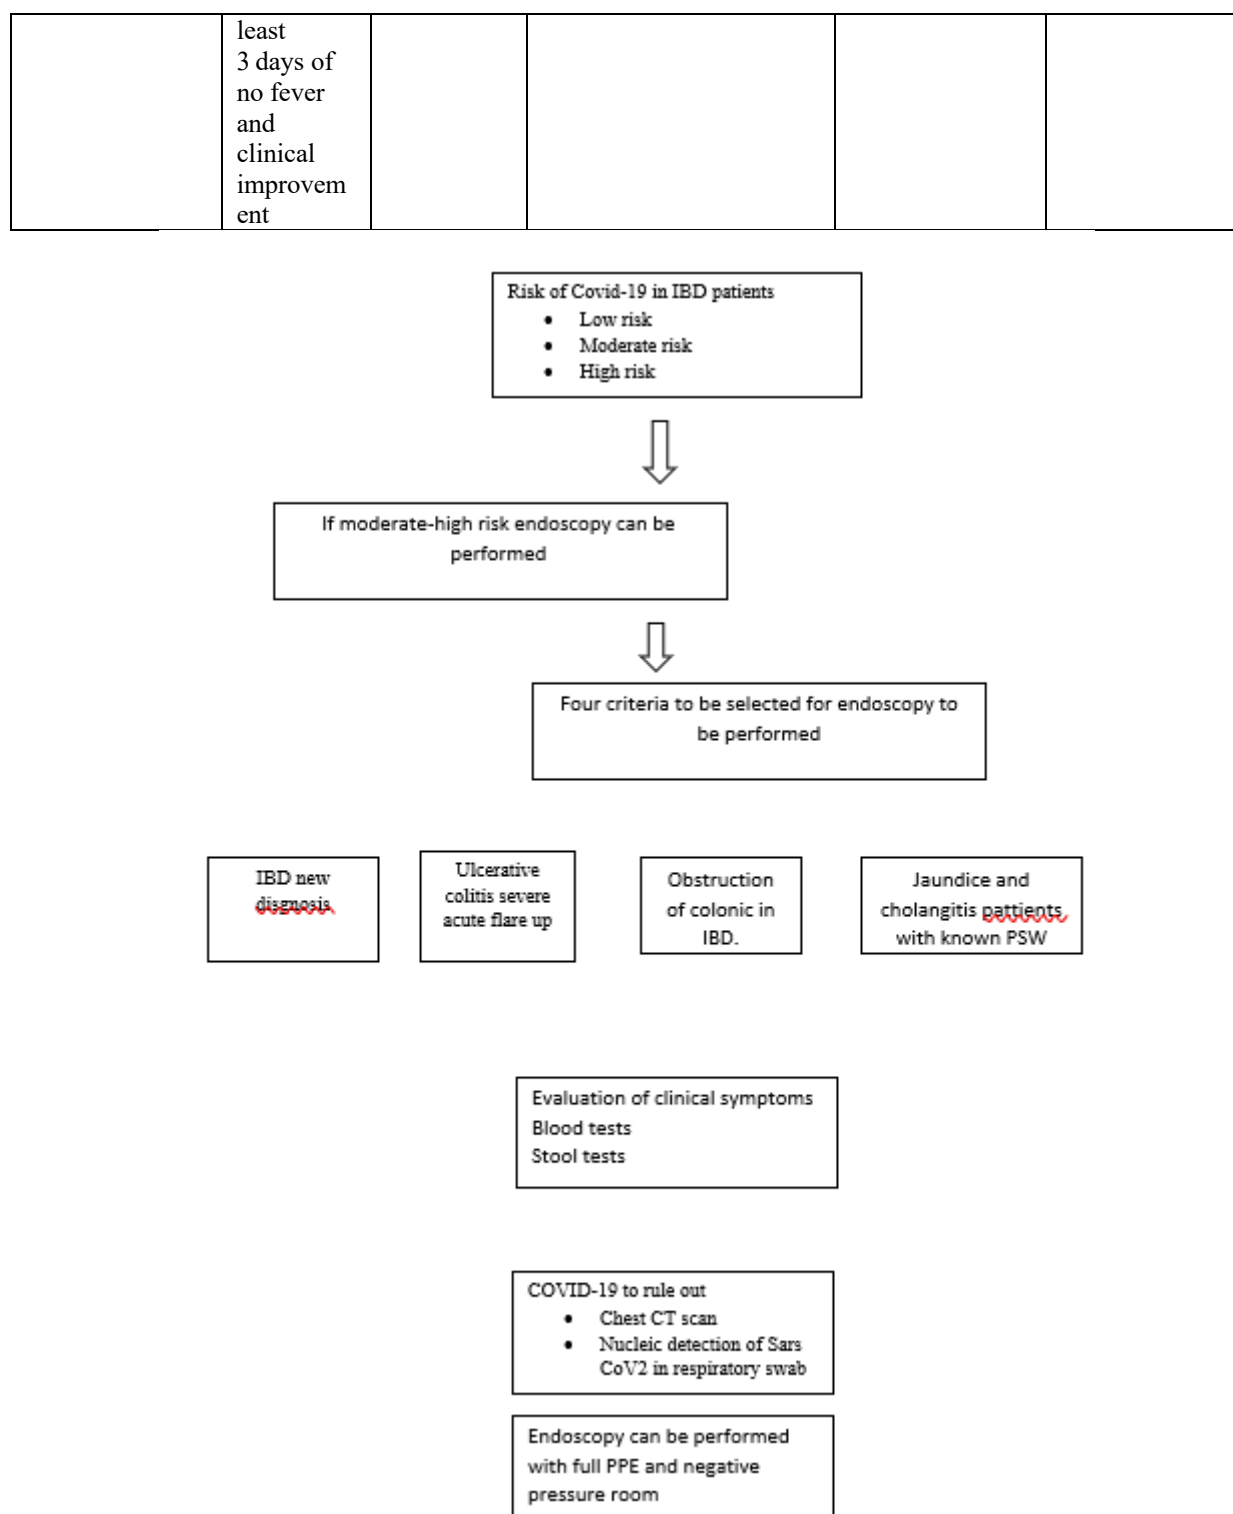 least
3 days of
no fever
and
clinical
improvem
ent
Risk of Covid-19 in IBD patients
• Low risk
• Moderate risk
• High risk
If moderate-high risk endoscopy can be
performed
Four criteria to be selected for endoscopy to
be performed
IBD new
disgnosis
Ulcerative
colitis severe
acute flare up
Obstruction
of colonic in
IBD.
Jaundice and
cholangitis pattients
with known PSW
Evaluation of clinical symptoms
Blood tests
Stool tests
COVID-19 to rule out
• Chest CT scan
• Nucleic detection of Sars
CoV2 in respiratory swab
Endoscopy can be performed
with full PPE and negative
pressure room